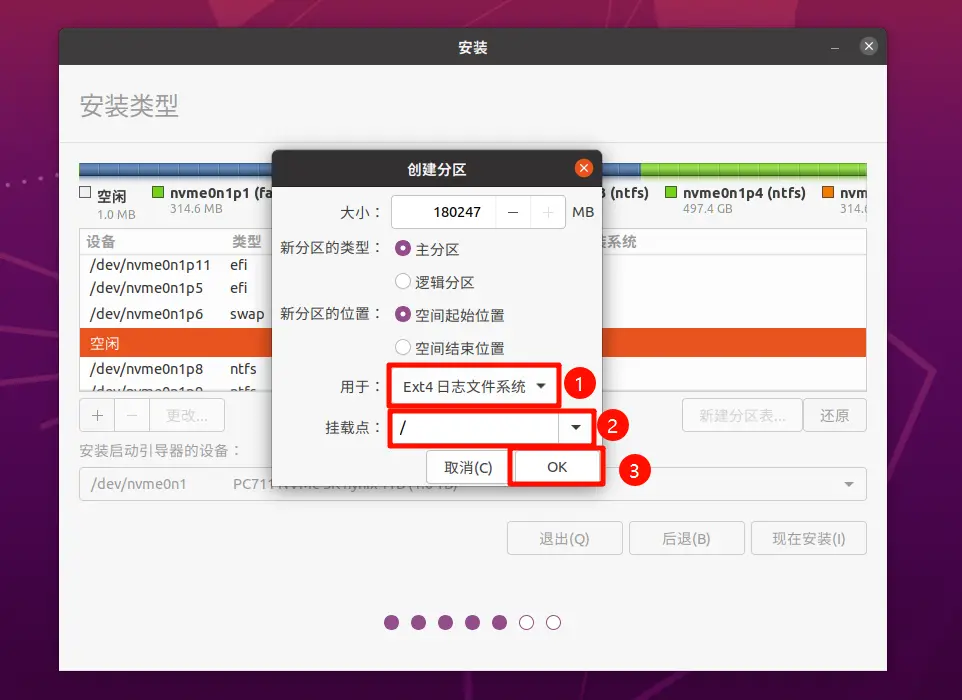 安装
安装类型
创建分区
空闲
1.0 MB
nvme0n1p1 (fa
314.6 MB
(ntfs)
nvme0n1p4 (ntfs)
497.4 GB
nvm
314.
大小：
180247
MB
设备
类型
系统
新分区的类型：
主分区
/dev/nvme0n1p11
efi
逻辑分区
/dev/nvme0n1p5
efi
/dev/nvme0n1p6
swap
新分区的位置：
空间起始位置
空闲
空间结束位置
/dev/nvme0n1p8
ntfs
用于：
Ext4 日志文件系统
1
更改...
挂载点：
/
2
新建分区表...
还原
安装启动引导器的设备：
取消(C)
OK
3
/dev/nvme0n1
PC711
退出(Q)
后退(B)
现在安装(I)